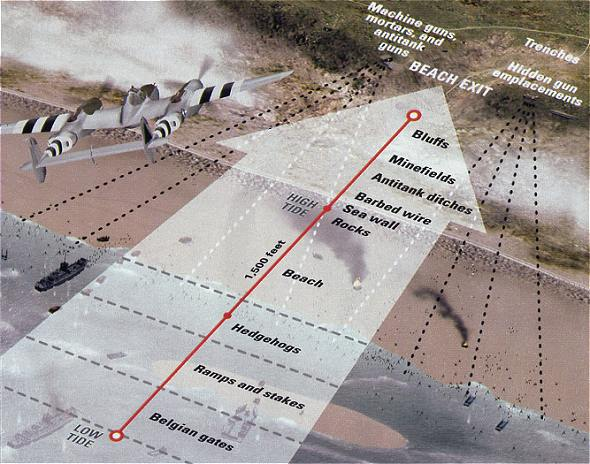 Machine guns,
mortars, and
antitank
guns
BEACH EXIT
Trenches
Hidden gun
emplacements
Bluffs
Minefields
Antitank ditches
Barbed wire
HIGH
TIDE
Sea wall
Rocks
1,500 feet
Beach
Hedgehogs
Ramps and stakes
Belgian gates
LOW
TIDE